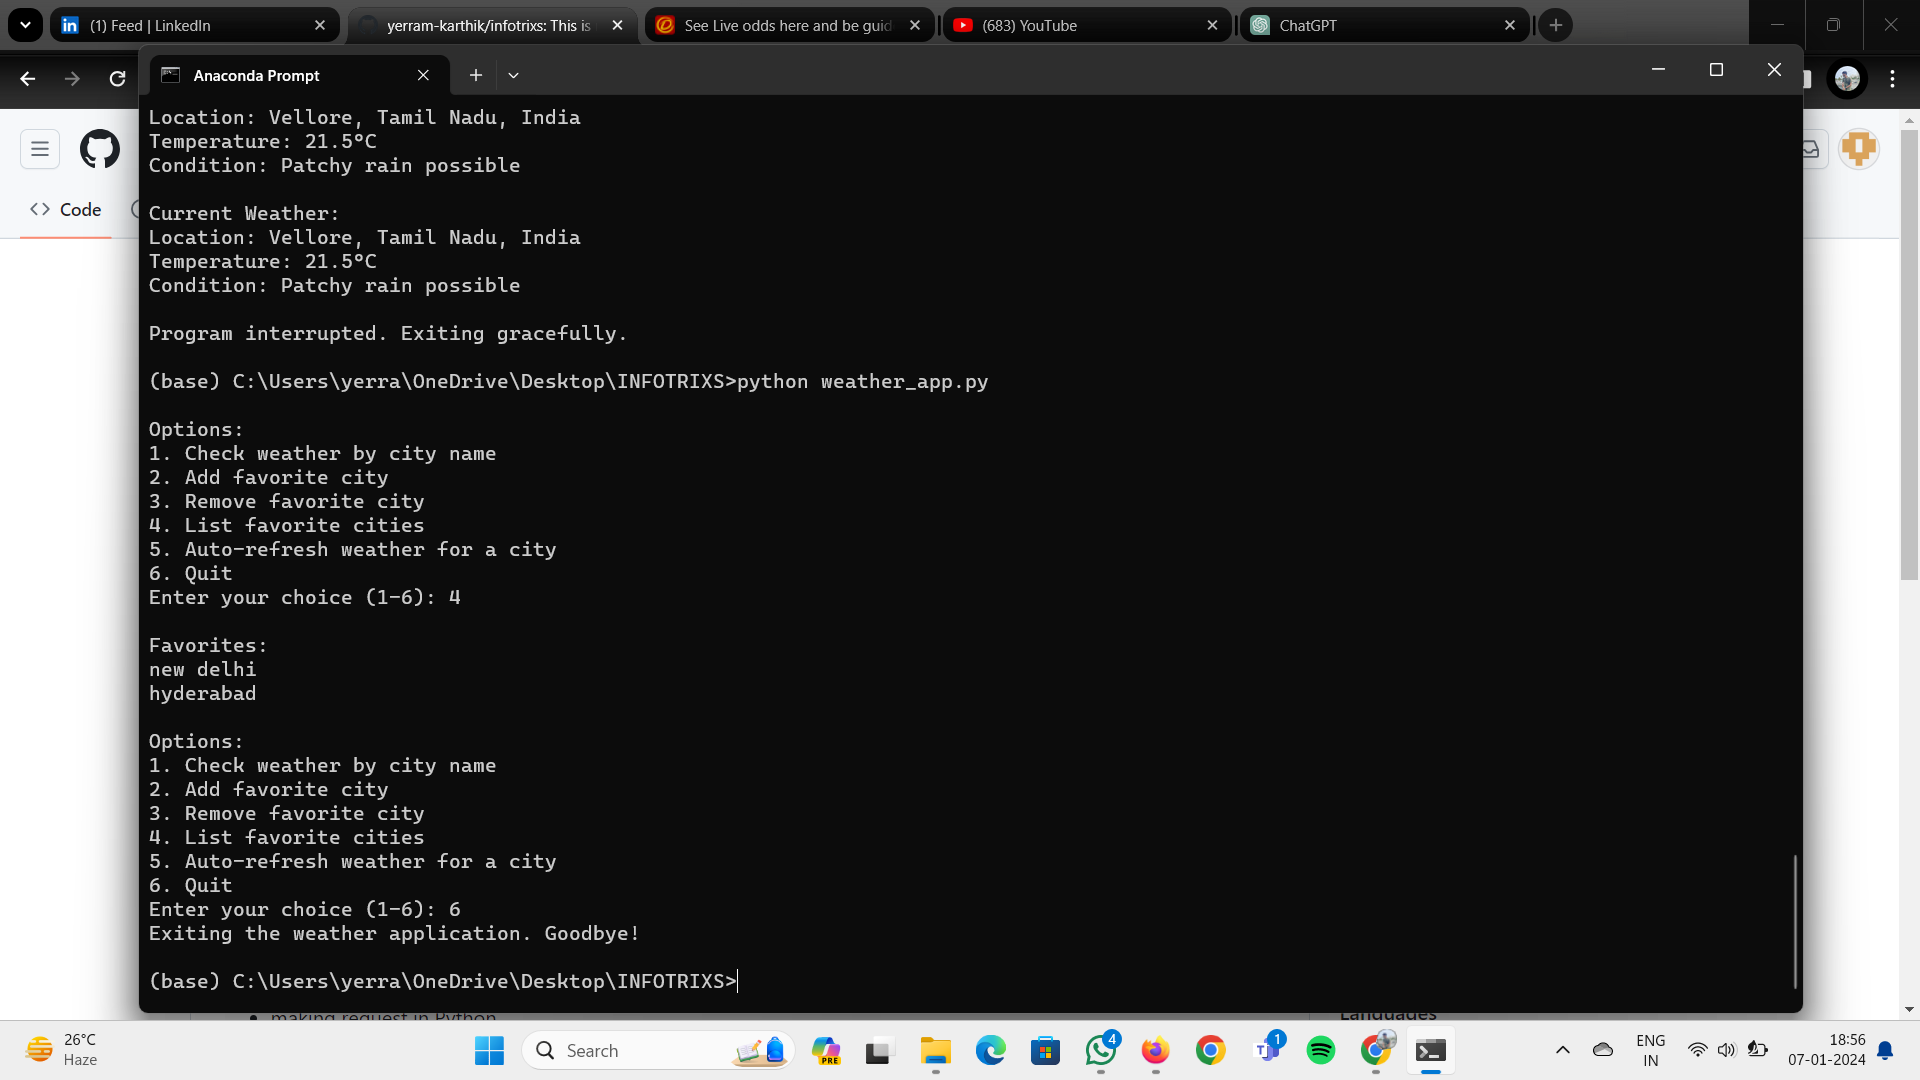 (1) Feed | LinkedIn
yerram-karthik/infotrixs: This is
See Live odds here and be guid
(683) YouTube
ChatGPT
Anaconda Prompt
Code
Location: Vellore, Tamil Nadu, India
Temperature: 21.5°C
Condition: Patchy rain possible
Current Weather:
Location: Vellore, Tamil Nadu, India
Temperature: 21.5°C
Condition: Patchy rain possible
Program interrupted. Exiting gracefully.
(base) C:\Users\yerra\OneDrive\Desktop\INFOTRIXS>python weather_app.py
Options:
1. Check weather by city name
2. Add favorite city
3. Remove favorite city
4. List favorite cities
5. Auto-refresh weather for a city
6. Quit
Enter your choice (1-6): 4
Favorites:
new delhi
hyderabad
Options:
1. Check weather by city name
2. Add favorite city
3. Remove favorite city
4. List favorite cities
5. Auto-refresh weather for a city
6. Quit
Enter your choice (1-6): 6
Exiting the weather application. Goodbye!
(base) C:\Users\yerra\OneDrive\Desktop\INFOTRIXS>
making request in Python
Languages
26°C
Haze
Search
PRE
4
1
ENG
IN
18:56
07-01-2024